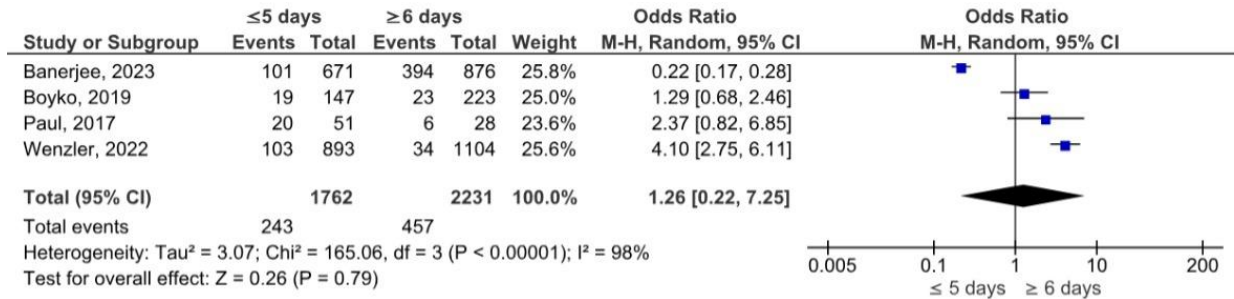 ≤5 days ≥6 days Odds Ratio Odds Ratio
Study or Subgroup Events Total Events Total Weight M-H, Random, 95% CI M-H, Random, 95% CI
Banerjee, 2023 101 671 394 876 25.8% 0.22 [0.17, 0.28]
Boyko, 2019 19 147 23 223 25.0% 1.29 [0.68, 2.46]
Paul, 2017 20 51 6 28 23.6% 2.37 [0.82, 6.85]
Wenzler, 2022 103 893 34 1104 25.6% 4.10 [2.75, 6.11]
Total (95% CI) 1762 2231 100.0% 1.26 [0.22, 7.25]
Total events 243 457
Heterogeneity: Tau² = 3.07; Chi² = 165.06, df = 3 (P < 0.00001); I² = 98%
Test for overall effect: Z = 0.26 (P = 0.79)
0.005 0.1 1 10 200
≤ 5 days ≥ 6 days